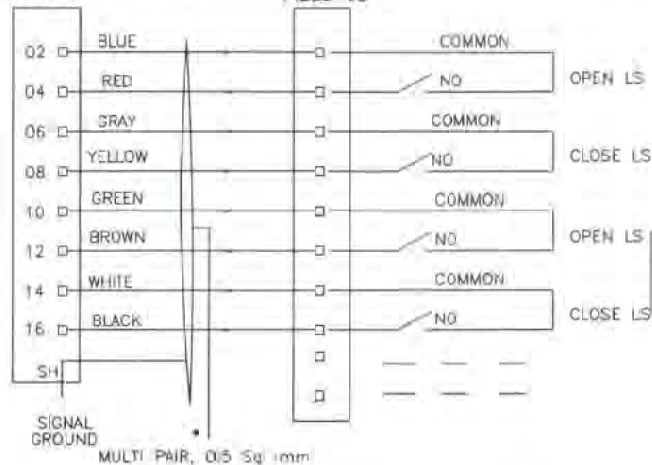 02 BLUE COMMON
04 RED NO OPEN LS
06 GRAY COMMON
08 YELLOW NO CLOSE LS
10 GREEN COMMON
12 BROWN NO OPEN LS
14 WHITE COMMON
16 BLACK NO CLOSE LS
SH
SIGNAL
GROUND
MULTI PAIR, 0.5 Sq mm